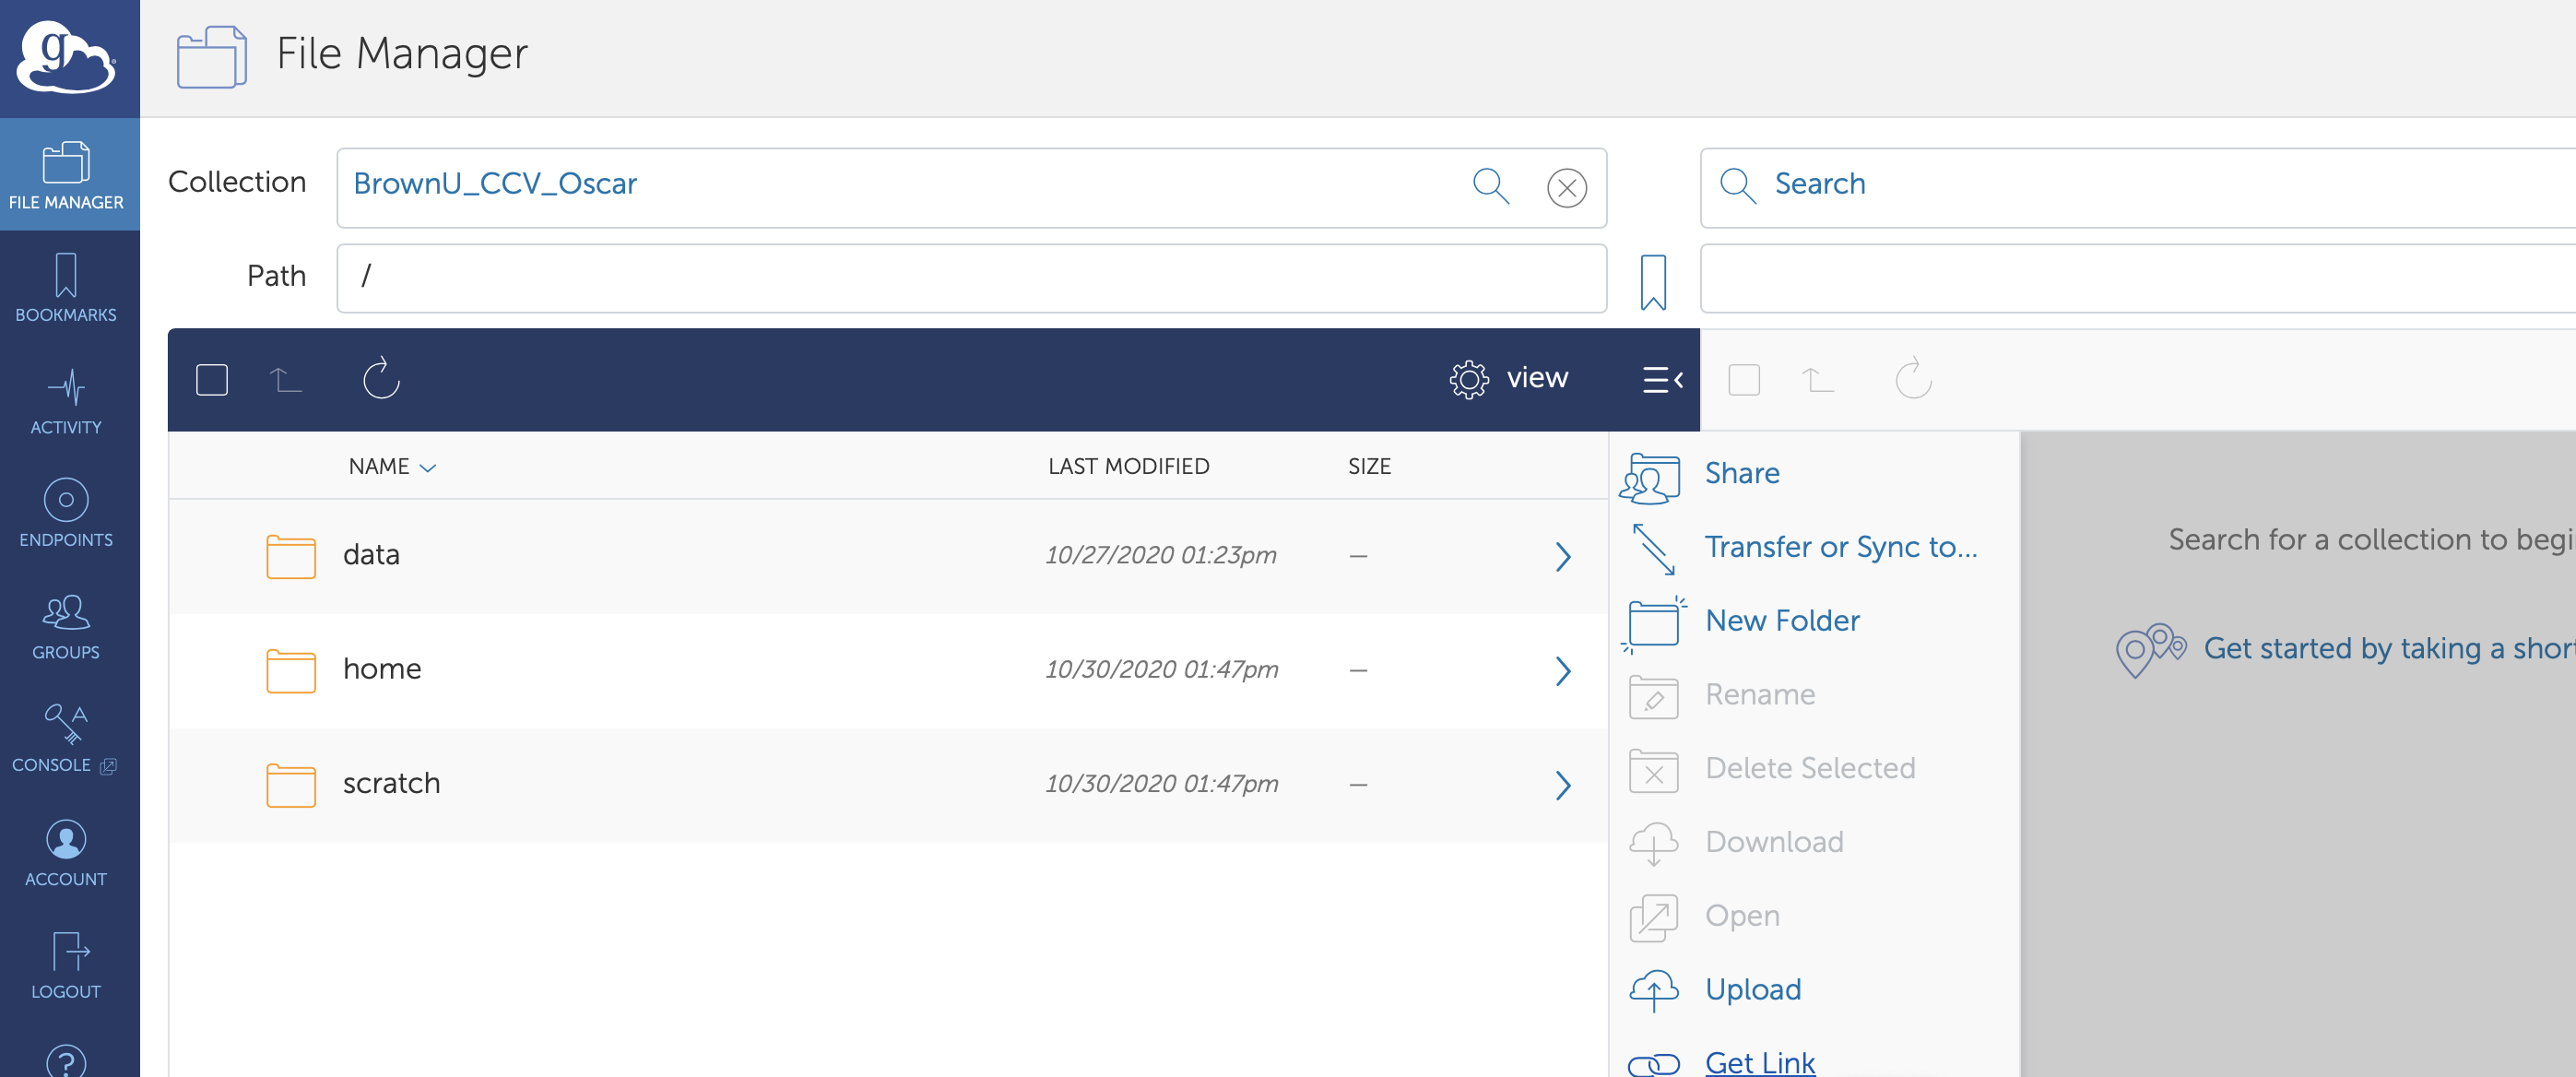 g
File Manager
FILE MANAGER
BOOKMARKS
ACTIVITY
ENDPOINTS
GROUPS
CONSOLE
ACCOUNT
LOGOUT
?
Collection
BrownU_CCV_Oscar
Path
/
view
NAME
LAST MODIFIED
SIZE
data
10/27/2020 01:23pm
—
home
10/30/2020 01:47pm
—
scratch
10/30/2020 01:47pm
—
Share
Transfer or Sync to...
New Folder
Rename
Delete Selected
Download
Open
Upload
Get Link
Search
Search for a collection to
Get started by taking a